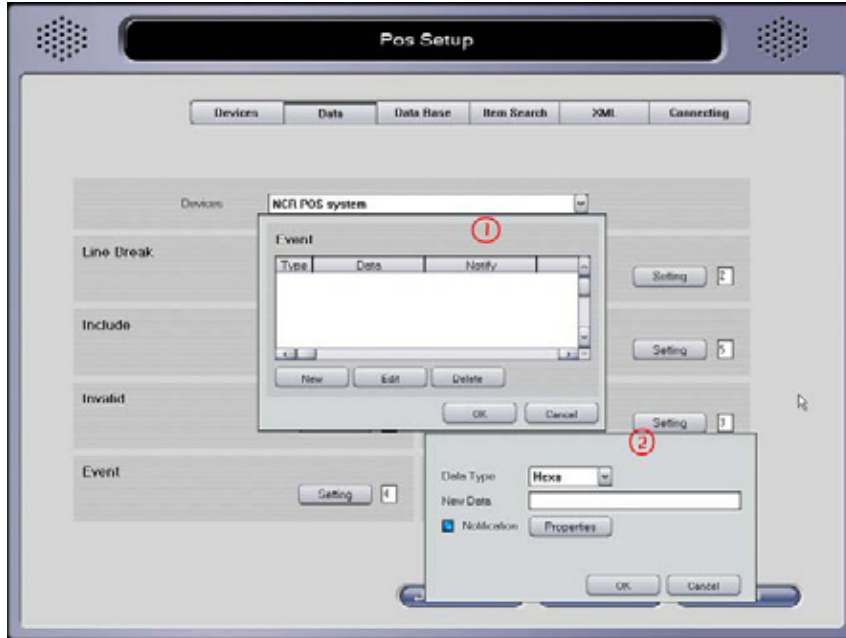 Pos Setup
Devices Data Data Base Item Search XML Connecting
Devices NCR POS system
1
Event
Type Data Notify
Line Break
Setting 2
Include
Setting 5
New Edit Delete
Invalid
OK Cancel
Setting 3
2
Event
Setting 4
Data Type Hexa
New Data
Notification Properties
OK Cancel